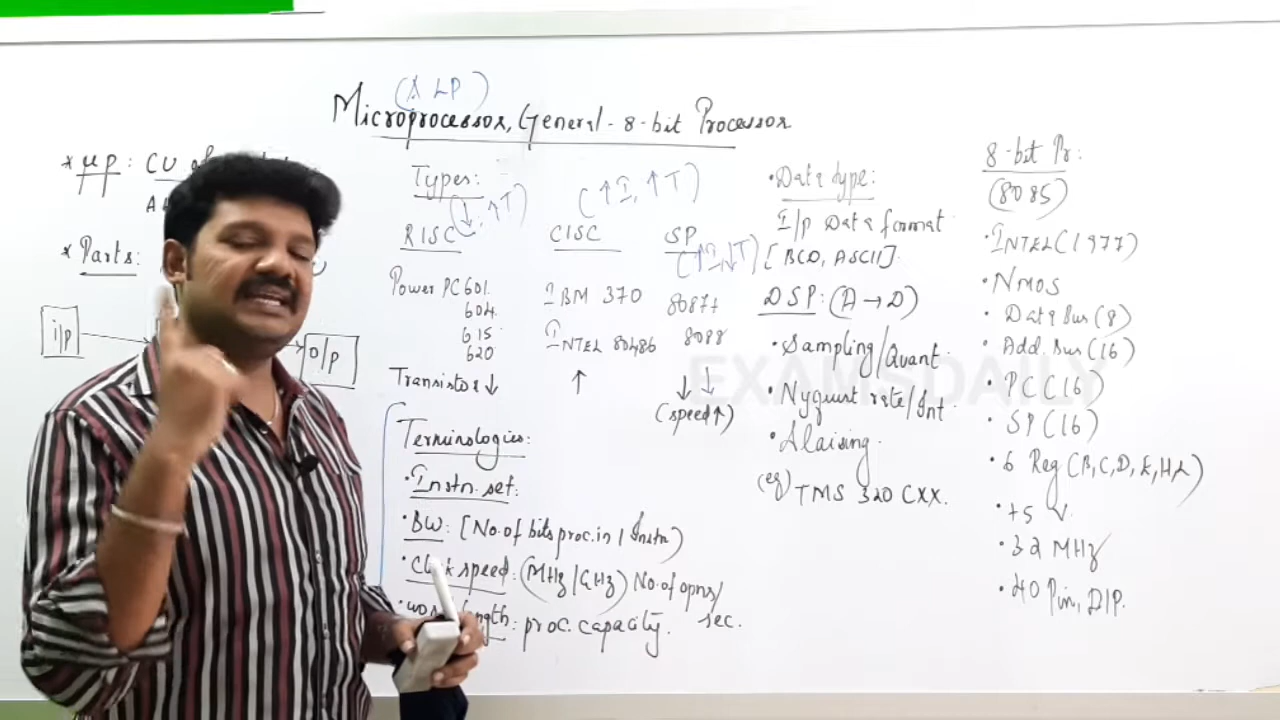 (ALP)
Microprocessor, General - 8-bit Processor
* μp: CU of
* Parts:
i/p
o/p
Types:
(↓, ↑T)
(↑I, ↑T)
(↑I, ↓T)
RISC CISC SP
Power PC 601
604
615
620
IBM 370
INTEL 80486
↑
8087
8088
↓ ↓
(speed↑)
Transistor ↓
Terminologies:
· Instn. set:
· BW: [No. of bits proc. in 1 Instn)
· Clock speed: (MHz/GHz) No. of oprns/
sec.
· proc. capacity.
· Data type:
I/p Data format
[BCD, ASCII].
DSP: (A → D)
· Sampling/Quant.
· Nyquist rate/Int.
· Alaising.
(eg) TMS 320 CXX.
8-bit Pr:
(8085)
· INTEL (1977)
· NMOS
· Data Bus (8)
· Add. Bus (16)
· PC (16)
· SP (16)
· 6 Reg (B, C, D, E, H, L)
· +5 V.
· 3.2 MHz
· 40 Pin, DIP.
EXAMSDAILY